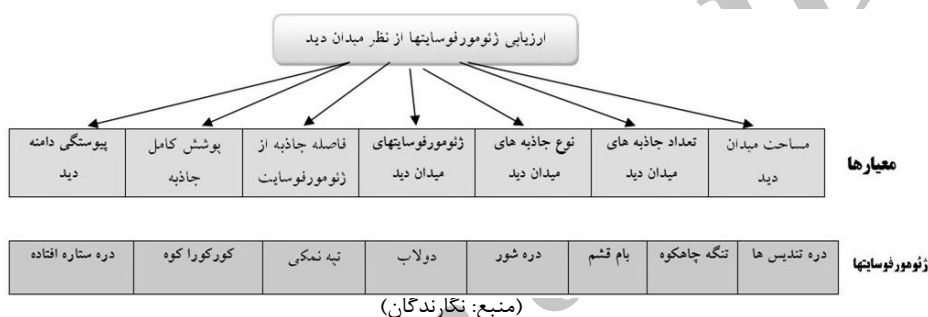 ارزیابی ژئومورفوسایتها از نظر میدان دید
معیارها
مساحت میدان
دید
تعداد جاذبه های
میدان دید
نوع جاذبه های
میدان دید
ژئومورفوسایتهای
میدان دید
فاصله جاذبه از
ژئومورفوسایت
پوشش کامل
جاذبه
پیوستگی دامنه
دید
ژئومورفوسایتها
دره تندیس ها
تنگه چاهکوه
بام قشم
دره شور
دولاب
تپه نمکی
کورکورا کوه
دره ستاره افتاده
(منبع: نگارندگان)